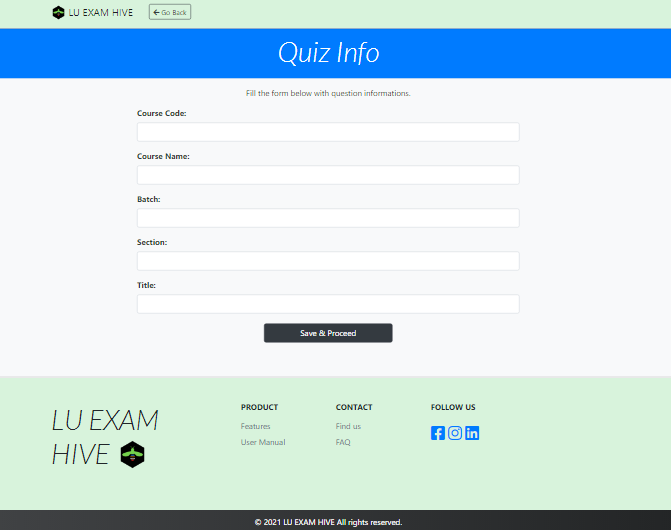 LU EXAM HIVE
Go Back
Quiz Info
Fill the form below with question informations.
Course Code:
Course Name:
Batch:
Section:
Title:
Save & Proceed
LU EXAM
HIVE
PRODUCT
Features
User Manual
CONTACT
Find us
FAQ
FOLLOW US
© 2021 LU EXAM HIVE All rights reserved.